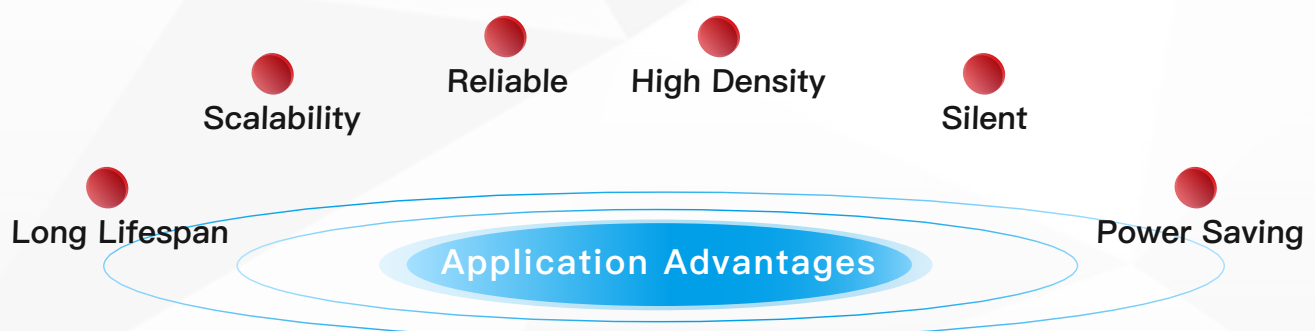 Reliable
High Density
Scalability
Silent
Long Lifespan
Power Saving
Application Advantages